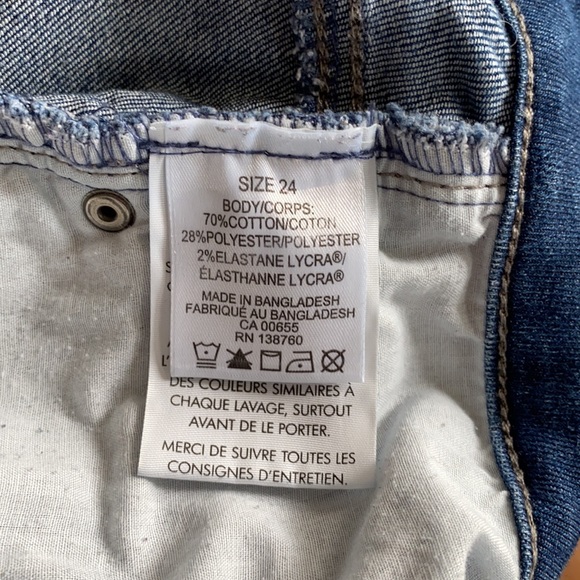 SIZE 24
BODY/CORPS:
70%COTTON/COTON
28%POLYESTER/POLYESTER
2%ELASTANE LYCRA®/
ÉLASTHANNE LYCRA®
MADE IN BANGLADESH
FABRIQUÉ AU BANGLADESH
CA 00655
RN 138760
DES COULEURS SIMILAIRES À
CHAQUE LAVAGE, SURTOUT
AVANT DE LE PORTER.
MERCI DE SUIVRE TOUTES LES
CONSIGNES D'ENTRETIEN.